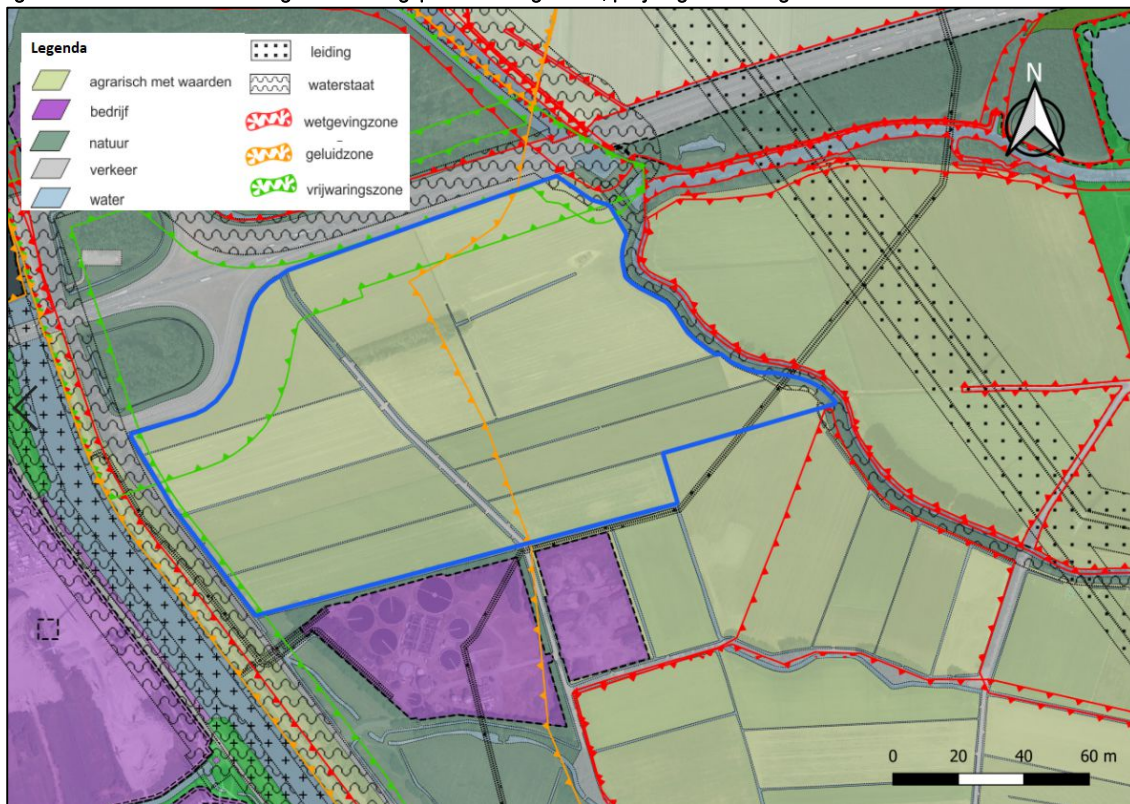 Legenda
agrarisch met waarden
bedrijf
natuur
verkeer
water
leiding
waterstaat
wetgevingzone
geluidzone
vrijwaringszone
N
0 20 40 60 m